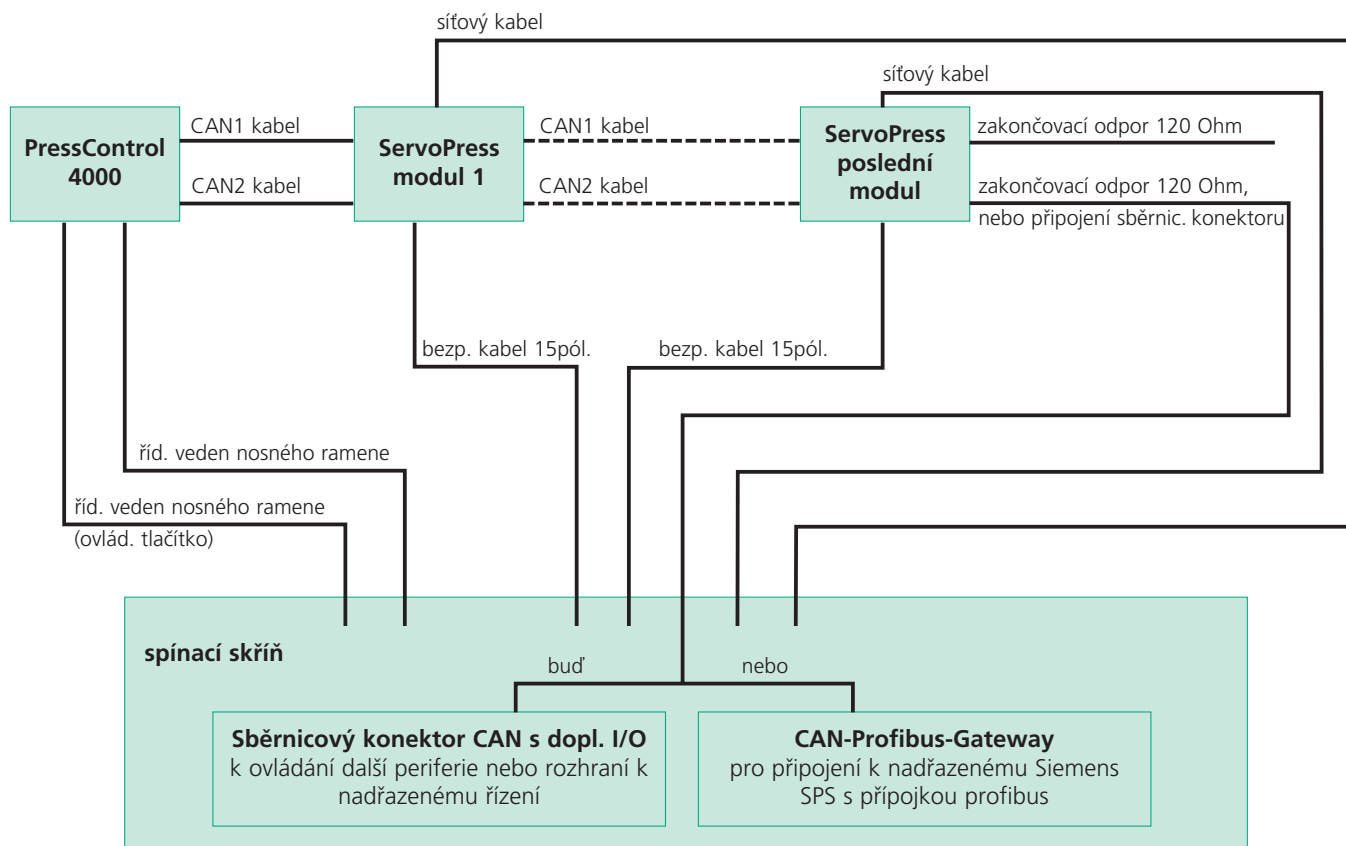 síťový kabel
síťový kabel
PressControl
4000
CAN1 kabel
CAN2 kabel
ServoPress
modul 1
CAN1 kabel
CAN2 kabel
ServoPress
poslední
modul
zakončovací odpor 120 Ohm
zakončovací odpor 120 Ohm,
nebo připojení sběrnic. konektoru
bezp. kabel 15pól.
bezp. kabel 15pól.
říd. veden nosného ramene
říd. veden nosného ramene
(ovlád. tlačítko)
spínací skříň
buď
nebo
Sběrnicový konektor CAN s dopl. I/O
k ovládání další periferie nebo rozhraní k
nadřazenému řízení
CAN-Profibus-Gateway
pro připojení k nadřazenému Siemens
SPS s přípojkou profibus